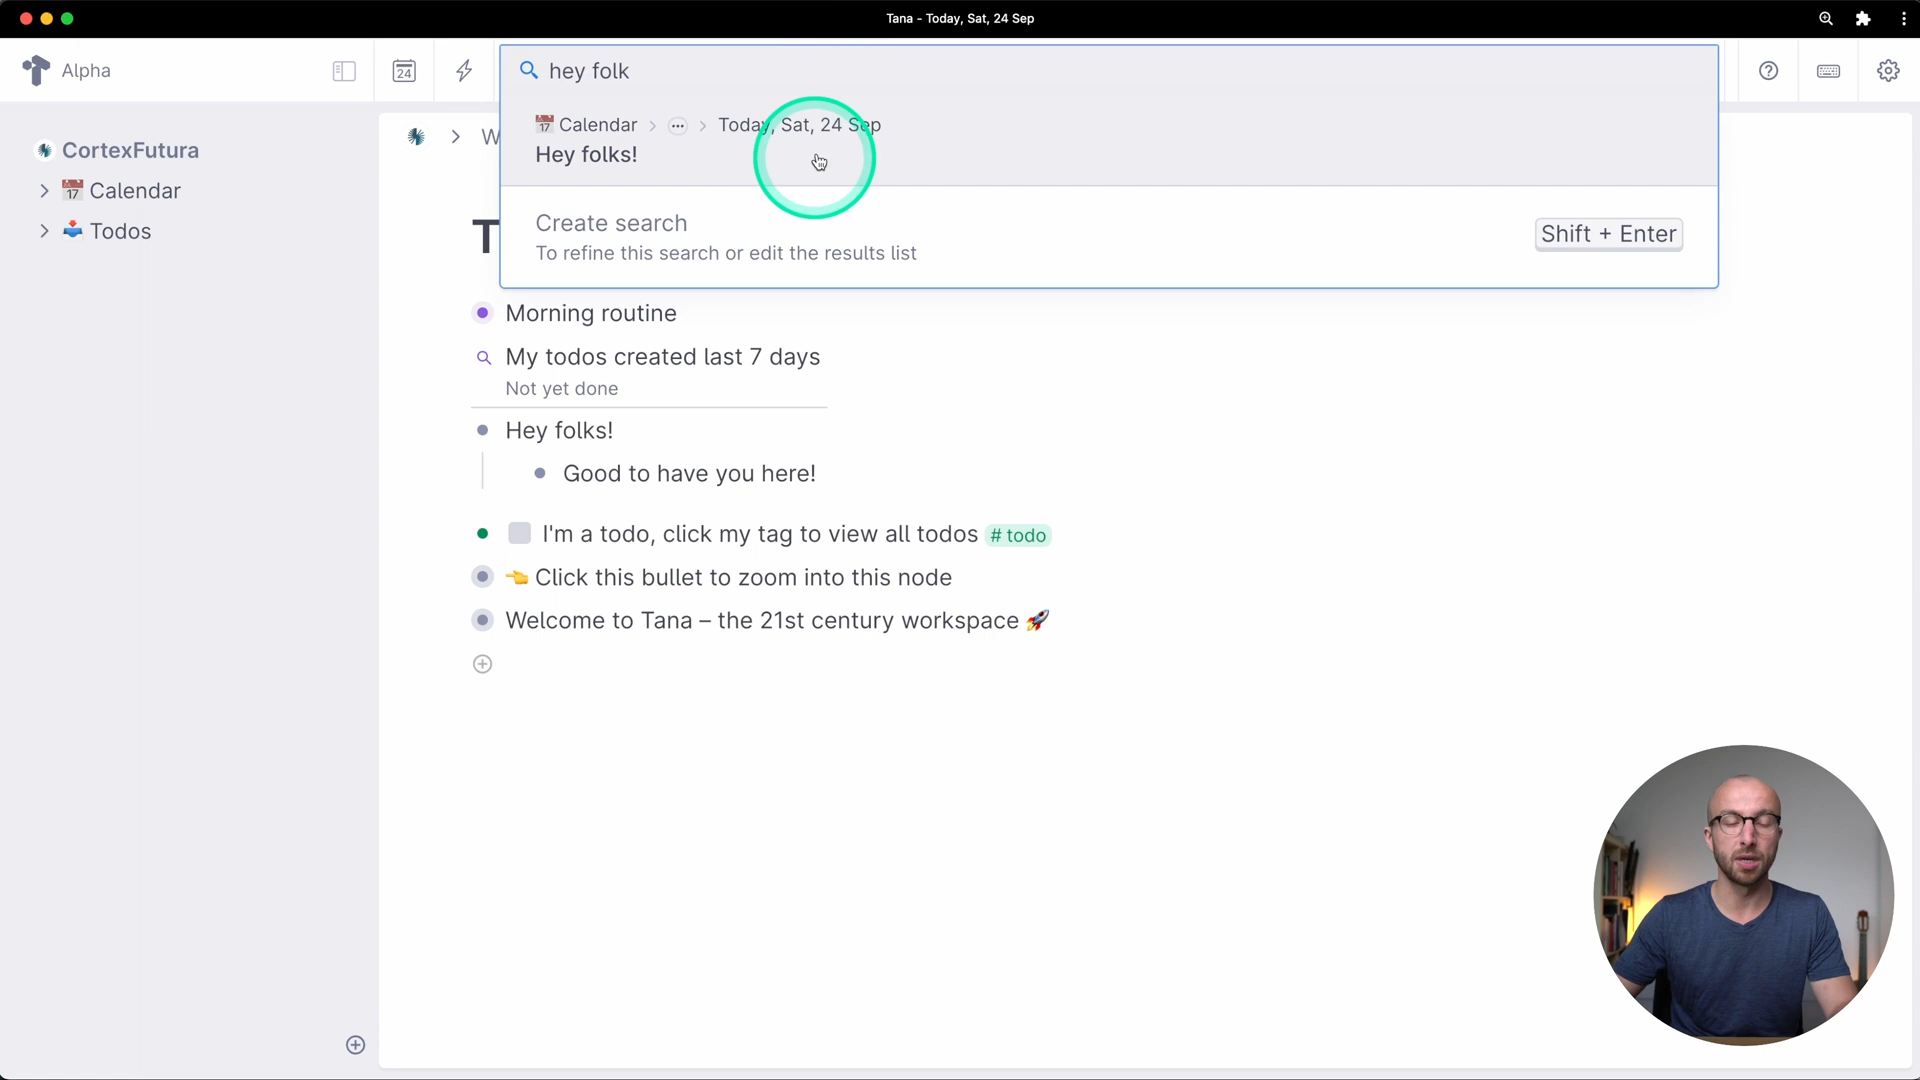 Tana - Today, Sat, 24 Sep
Alpha
24
hey folk
Calendar > ... > Today, Sat, 24 Sep
Hey folks!
Create search
To refine this search or edit the results list
Shift + Enter
CortexFutura
17 Calendar
Todos
> W
T
Morning routine
My todos created last 7 days
Not yet done
Hey folks!
Good to have you here!
I'm a todo, click my tag to view all todos # todo
👈 Click this bullet to zoom into this node
Welcome to Tana – the 21st century workspace 🚀